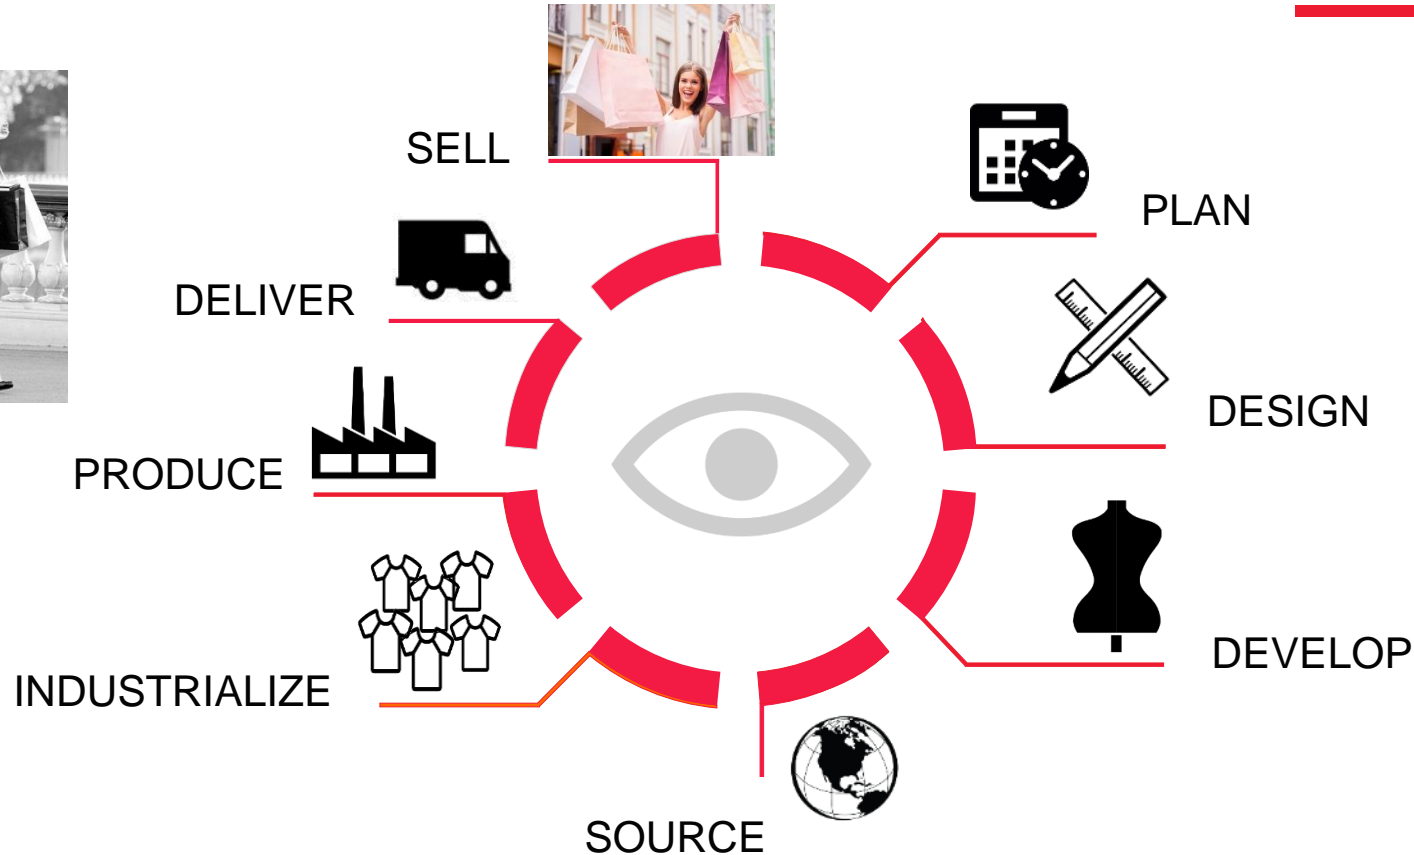 SELL
PLAN
DELIVER
DESIGN
PRODUCE
DEVELOP
INDUSTRIALIZE
SOURCE